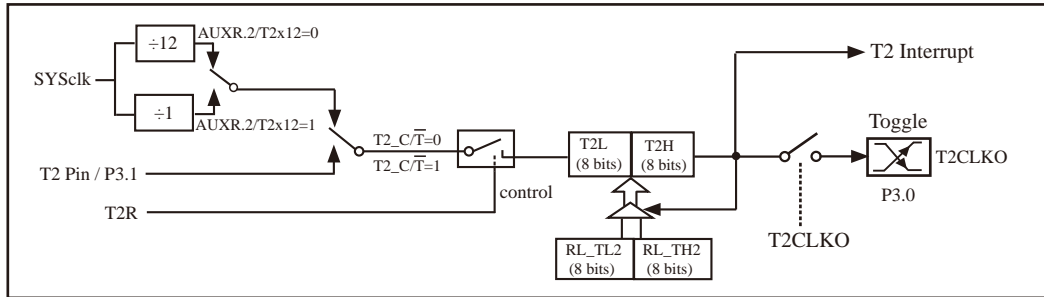 ÷12
AUXR.2/T2x12=0
SYSclk
÷1
AUXR.2/T2x12=1
T2_C/T̅=0
T2_C/T̅=1
T2 Pin / P3.1
T2R
control
T2L
(8 bits)
T2H
(8 bits)
RL_TL2
(8 bits)
RL_TH2
(8 bits)
T2 Interrupt
Toggle
T2CLKO
P3.0
T2CLKO